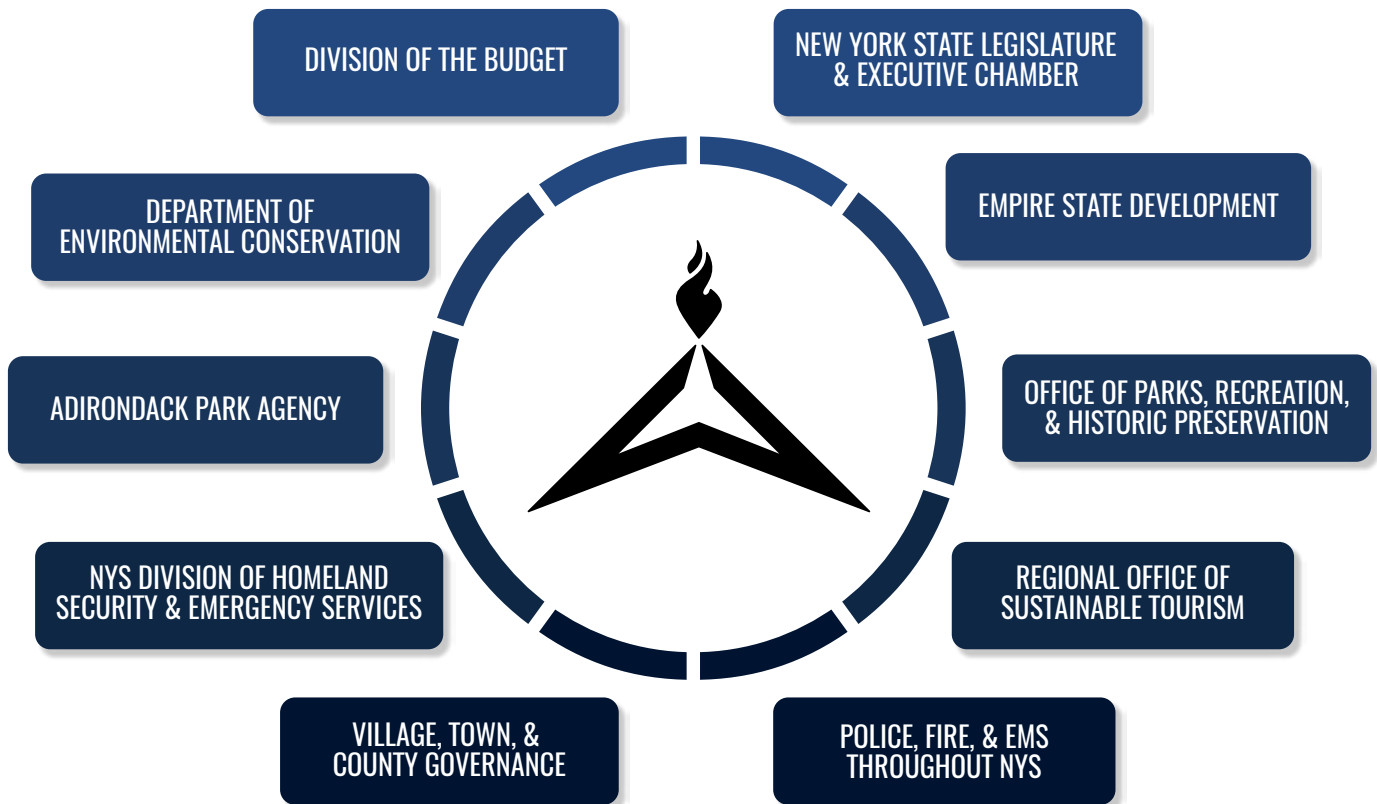 DIVISION OF THE BUDGET
NEW YORK STATE LEGISLATURE
& EXECUTIVE CHAMBER
DEPARTMENT OF
ENVIRONMENTAL CONSERVATION
EMPIRE STATE DEVELOPMENT
ADIRONDACK PARK AGENCY
OFFICE OF PARKS, RECREATION,
& HISTORIC PRESERVATION
NYS DIVISION OF HOMELAND
SECURITY & EMERGENCY SERVICES
REGIONAL OFFICE OF
SUSTAINABLE TOURISM
VILLAGE, TOWN, &
COUNTY GOVERNANCE
POLICE, FIRE, & EMS
THROUGHOUT NYS